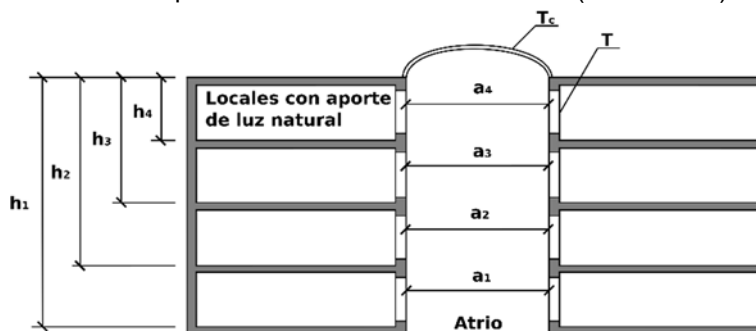 Tc
T
Locales con aporte
de luz natural
a4
h4
a3
h3
h2
a2
h1
a1
Atrio